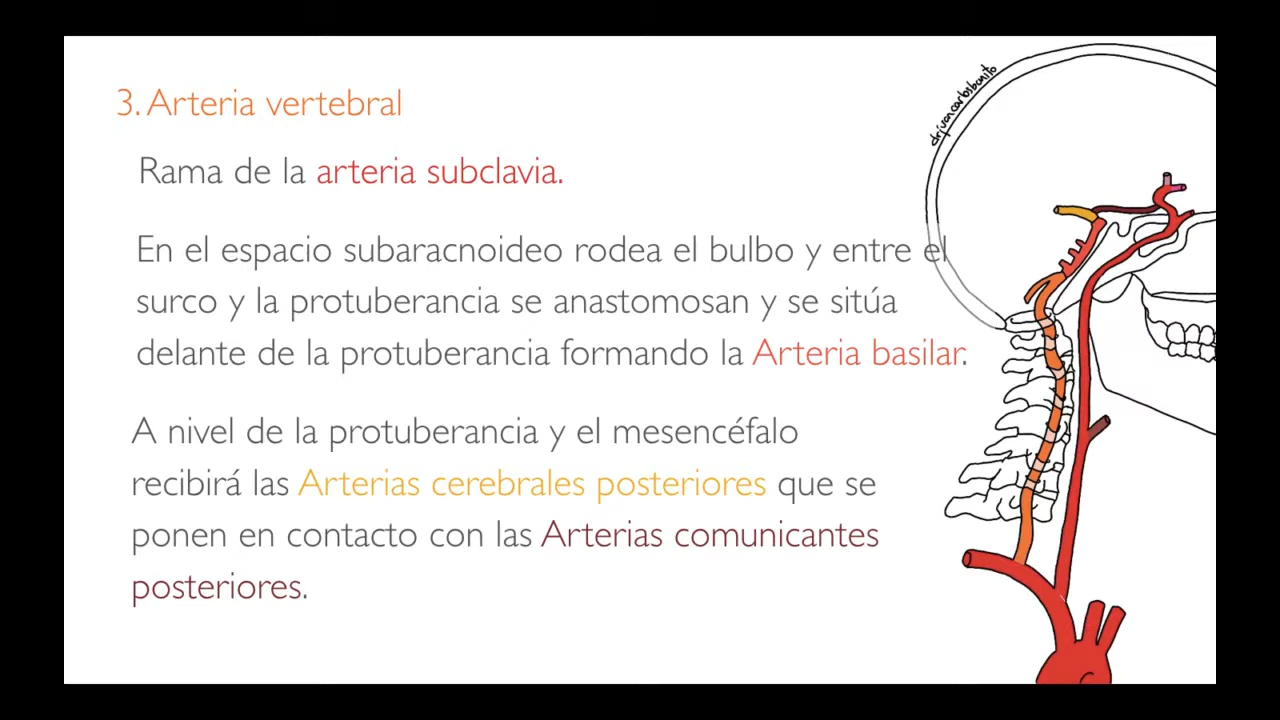 3. Arteria vertebral
Rama de la arteria subclavia.
En el espacio subaracnoideo rodea el bulbo y entre el
surco y la protuberancia se anastomosan y se sitúa
delante de la protuberancia formando la Arteria basilar.
A nivel de la protuberancia y el mesencéfalo
recibirá las Arterias cerebrales posteriores que se
ponen en contacto con las Arterias comunicantes
posteriores.
drjuancarlosbonito